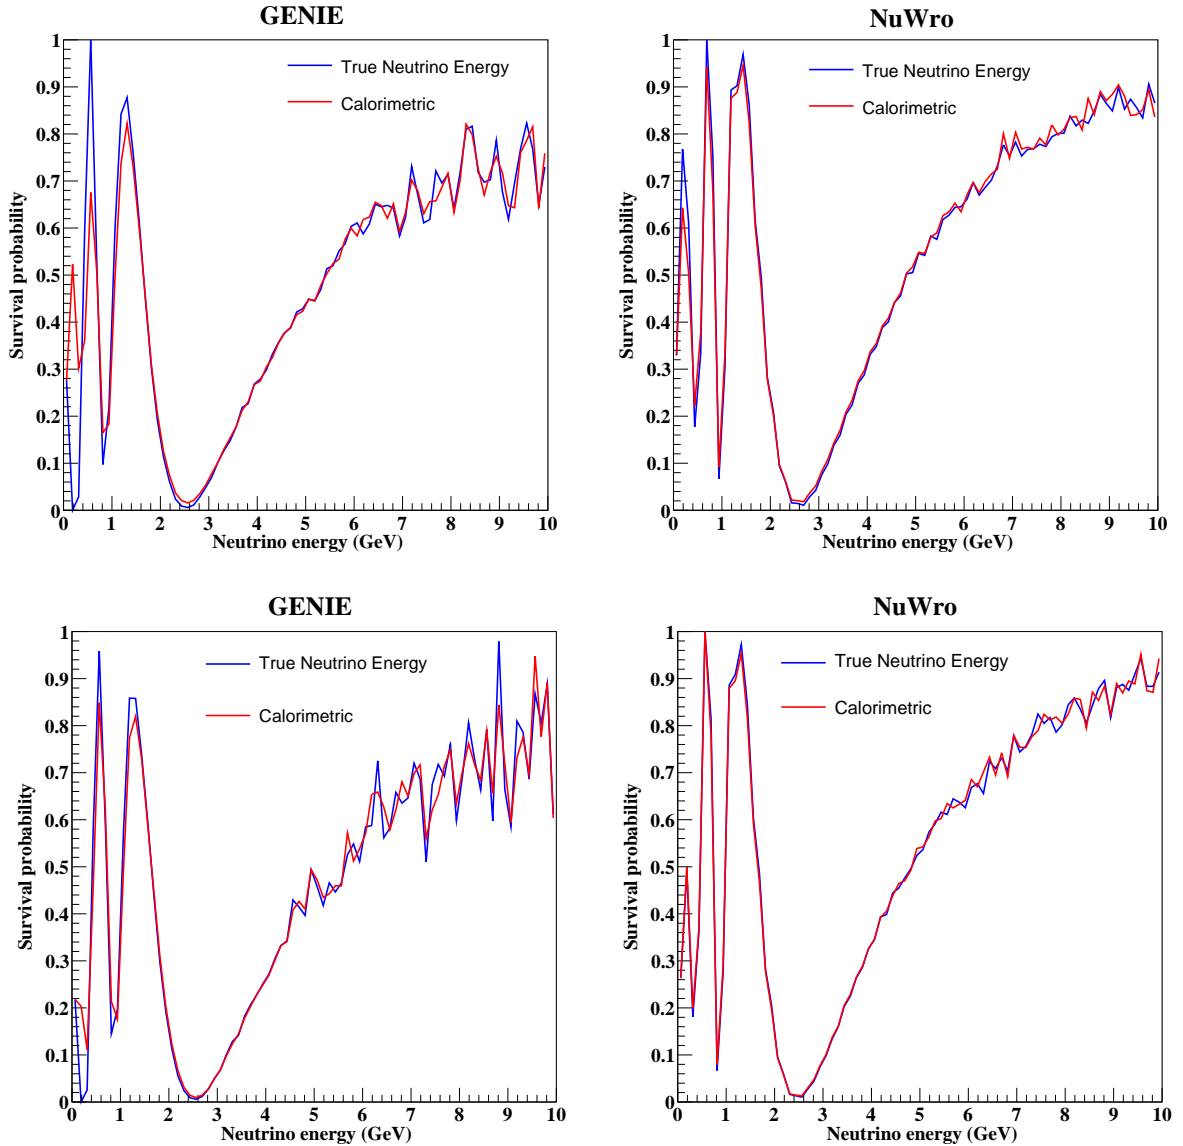 GENIE
True Neutrino Energy
Calorimetric
Survival probability
1
0.9
0.8
0.7
0.6
0.5
0.4
0.3
0.2
0.1
0
0 1 2 3 4 5 6 7 8 9 10
Neutrino energy (GeV)
NuWro
True Neutrino Energy
Calorimetric
Survival probability
1
0.9
0.8
0.7
0.6
0.5
0.4
0.3
0.2
0.1
0
0 1 2 3 4 5 6 7 8 9 10
Neutrino energy (GeV)
GENIE
True Neutrino Energy
Calorimetric
Survival probability
1
0.9
0.8
0.7
0.6
0.5
0.4
0.3
0.2
0.1
0
0 1 2 3 4 5 6 7 8 9 10
Neutrino energy (GeV)
NuWro
True Neutrino Energy
Calorimetric
Survival probability
1
0.9
0.8
0.7
0.6
0.5
0.4
0.3
0.2
0.1
0
0 1 2 3 4 5 6 7 8 9 10
Neutrino energy (GeV)